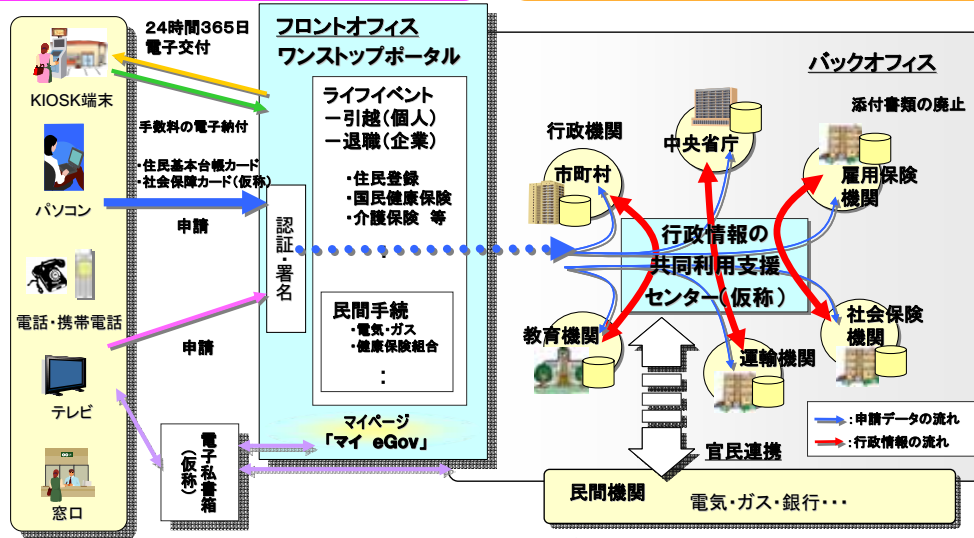 24時間365日
電子交付
KIOSK端末
手数料の電子納付
・住民基本台帳カード
・社会保障カード(仮称)
パソコン
申請
電話・携帯電話
申請
テレビ
窓口
電子私書箱
(仮称)
フロントオフィス
ワンストップポータル
ライフイベント
－引越(個人)
－退職(企業)
・住民登録
・国民健康保険
・介護保険 等
:
認証・署名
民間手続
・電気・ガス
・健康保険組合
:
マイページ
「マイ eGov」
バックオフィス
添付書類の廃止
行政機関
市町村
中央省庁
雇用保険
機関
行政情報の
共同利用支援
センター(仮称)
教育機関
運輸機関
社会保険
機関
:申請データの流れ
:行政情報の流れ
官民連携
民間機関
電気・ガス・銀行・・・